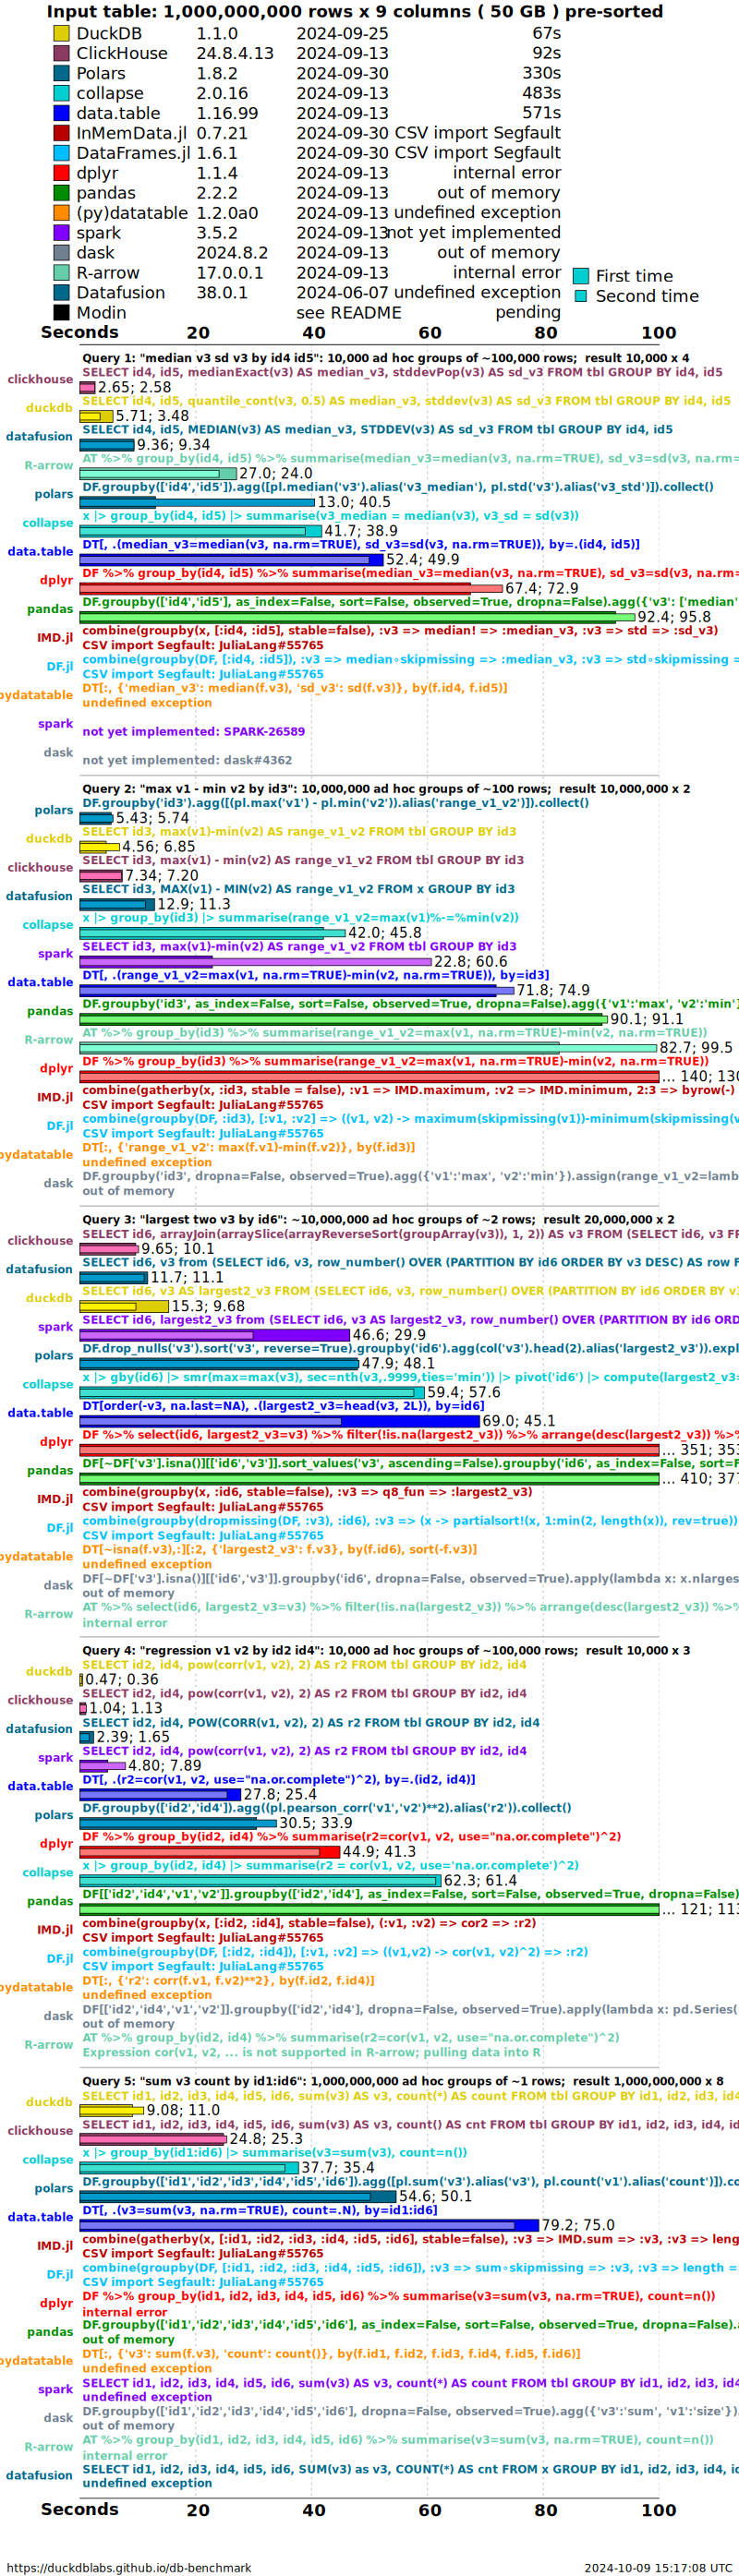 Input table: 1,000,000,000 rows x 9 columns ( 50 GB ) pre-sorted
DuckDB 1.1.0 2024-09-25 67s
ClickHouse 24.8.4.13 2024-09-13 92s
Polars 1.8.2 2024-09-30 330s
collapse 2.0.16 2024-09-13 483s
data.table 1.16.99 2024-09-13 571s
InMemData.jl 0.7.21 2024-09-30 CSV import Segfault
DataFrames.jl 1.6.1 2024-09-30 CSV import Segfault
dplyr 1.1.4 2024-09-13 internal error
pandas 2.2.2 2024-09-13 out of memory
(py)datatable 1.2.0a0 2024-09-13 undefined exception
spark 3.5.2 2024-09-13 not yet implemented
dask 2024.8.2 2024-09-13 out of memory
R-arrow 17.0.0.1 2024-09-13 internal error
Datafusion 38.0.1 2024-06-07 undefined exception
Modin see README pending
First time
Second time
Seconds 20 40 60 80 100
Query 1: "median v3 sd v3 by id4 id5": 10,000 ad hoc groups of ~100,000 rows; result 10,000 x 4
SELECT id4, id5, medianExact(v3) AS median_v3, stddevPop(v3) AS sd_v3 FROM tbl GROUP BY id4, id5
clickhouse 2.65; 2.58
SELECT id4, id5, quantile_cont(v3, 0.5) AS median_v3, stddev(v3) AS sd_v3 FROM tbl GROUP BY id4, id5
duckdb 5.71; 3.48
SELECT id4, id5, MEDIAN(v3) AS median_v3, STDDEV(v3) AS sd_v3 FROM tbl GROUP BY id4, id5
datafusion 9.36; 9.34
AT %>% group_by(id4, id5) %>% summarise(median_v3=median(v3, na.rm=TRUE), sd_v3=sd(v3, na.rm=
R-arrow 27.0; 24.0
DF.groupby(['id4','id5']).agg([pl.median('v3').alias('v3_median'), pl.std('v3').alias('v3_std')]).collect()
polars 13.0; 40.5
x |> group_by(id4, id5) |> summarise(v3_median = median(v3), v3_sd = sd(v3))
collapse 41.7; 38.9
DT[, .(median_v3=median(v3, na.rm=TRUE), sd_v3=sd(v3, na.rm=TRUE)), by=.(id4, id5)]
data.table 52.4; 49.9
DF %>% group_by(id4, id5) %>% summarise(median_v3=median(v3, na.rm=TRUE), sd_v3=sd(v3, na.rm=
dplyr 67.4; 72.9
DF.groupby(['id4','id5'], as_index=False, sort=False, observed=True, dropna=False).agg({'v3': ['median'
pandas 92.4; 95.8
IMD.jl combine(groupby(x, [:id4, :id5], stable=false), :v3 => median! => :median_v3, :v3 => std => :sd_v3)
CSV import Segfault: JuliaLang#55765
DF.jl combine(groupby(DF, [:id4, :id5]), :v3 => median∘skipmissing => :median_v3, :v3 => std∘skipmissing =
CSV import Segfault: JuliaLang#55765
pydatatable DT[:, {'median_v3': median(f.v3), 'sd_v3': sd(f.v3)}, by(f.id4, f.id5)]
undefined exception
spark not yet implemented: SPARK-26589
dask not yet implemented: dask#4362
Query 2: "max v1 - min v2 by id3": 10,000,000 ad hoc groups of ~100 rows; result 10,000,000 x 2
DF.groupby('id3').agg([(pl.max('v1') - pl.min('v2')).alias('range_v1_v2')]).collect()
polars 5.43; 5.74
SELECT id3, max(v1)-min(v2) AS range_v1_v2 FROM tbl GROUP BY id3
duckdb 4.56; 6.85
SELECT id3, max(v1) - min(v2) AS range_v1_v2 FROM tbl GROUP BY id3
clickhouse 7.34; 7.20
SELECT id3, MAX(v1) - MIN(v2) AS range_v1_v2 FROM x GROUP BY id3
datafusion 12.9; 11.3
x |> group_by(id3) |> summarise(range_v1_v2=max(v1)%-=%min(v2))
collapse 42.0; 45.8
SELECT id3, max(v1)-min(v2) AS range_v1_v2 FROM tbl GROUP BY id3
spark 22.8; 60.6
DT[, .(range_v1_v2=max(v1, na.rm=TRUE)-min(v2, na.rm=TRUE)), by=id3]
data.table 71.8; 74.9
DF.groupby('id3', as_index=False, sort=False, observed=True, dropna=False).agg({'v1':'max', 'v2':'min'}
pandas 90.1; 91.1
AT %>% group_by(id3) %>% summarise(range_v1_v2=max(v1, na.rm=TRUE)-min(v2, na.rm=TRUE))
R-arrow 82.7; 99.5
DF %>% group_by(id3) %>% summarise(range_v1_v2=max(v1, na.rm=TRUE)-min(v2, na.rm=TRUE))
dplyr ... 140; 130
IMD.jl combine(gatherby(x, :id3, stable = false), :v1 => IMD.maximum, :v2 => IMD.minimum, 2:3 => byrow(-)
CSV import Segfault: JuliaLang#55765
DF.jl combine(groupby(DF, :id3), [:v1, :v2] => ((v1, v2) -> maximum(skipmissing(v1))-minimum(skipmissing(v
CSV import Segfault: JuliaLang#55765
pydatatable DT[:, {'range_v1_v2': max(f.v1)-min(f.v2)}, by(f.id3)]
undefined exception
dask DF.groupby('id3', dropna=False, observed=True).agg({'v1':'max', 'v2':'min'}).assign(range_v1_v2=lamb
out of memory
Query 3: "largest two v3 by id6": ~10,000,000 ad hoc groups of ~2 rows; result 20,000,000 x 2
SELECT id6, arrayJoin(arraySlice(arrayReverseSort(groupArray(v3)), 1, 2)) AS v3 FROM (SELECT id6, v3 FR
clickhouse 9.65; 10.1
SELECT id6, v3 from (SELECT id6, v3, row_number() OVER (PARTITION BY id6 ORDER BY v3 DESC) AS row F
datafusion 11.7; 11.1
SELECT id6, v3 AS largest2_v3 FROM (SELECT id6, v3, row_number() OVER (PARTITION BY id6 ORDER BY v3
duckdb 15.3; 9.68
SELECT id6, largest2_v3 from (SELECT id6, v3 AS largest2_v3, row_number() OVER (PARTITION BY id6 ORD
spark 46.6; 29.9
DF.drop_nulls('v3').sort('v3', reverse=True).groupby('id6').agg(col('v3').head(2).alias('largest2_v3')).expl
polars 47.9; 48.1
x |> gby(id6) |> smr(max=max(v3), sec=nth(v3,.9999,ties='min')) |> pivot('id6') |> compute(largest2_v3=
collapse 59.4; 57.6
DT[order(-v3, na.last=NA), .(largest2_v3=head(v3, 2L)), by=id6]
data.table 69.0; 45.1
DF %>% select(id6, largest2_v3=v3) %>% filter(!is.na(largest2_v3)) %>% arrange(desc(largest2_v3)) %>%
dplyr ... 351; 353
DF[~DF['v3'].isna()][['id6','v3']].sort_values('v3', ascending=False).groupby('id6', as_index=False, sort=F
pandas ... 410; 377
IMD.jl combine(groupby(x, :id6, stable=false), :v3 => q8_fun => :largest2_v3)
CSV import Segfault: JuliaLang#55765
DF.jl combine(groupby(dropmissing(DF, :v3), :id6), :v3 => (x -> partialsort!(x, 1:min(2, length(x)), rev=true))
CSV import Segfault: JuliaLang#55765
pydatatable DT[~isna(f.v3),:][:2, {'largest2_v3': f.v3}, by(f.id6), sort(-f.v3)]
undefined exception
dask DF[~DF['v3'].isna()][['id6','v3']].groupby('id6', dropna=False, observed=True).apply(lambda x: x.nlarges
out of memory
R-arrow AT %>% select(id6, largest2_v3=v3) %>% filter(!is.na(largest2_v3)) %>% arrange(desc(largest2_v3)) %>%
internal error
Query 4: "regression v1 v2 by id2 id4": 10,000 ad hoc groups of ~100,000 rows; result 10,000 x 3
SELECT id2, id4, pow(corr(v1, v2), 2) AS r2 FROM tbl GROUP BY id2, id4
duckdb 0.47; 0.36
SELECT id2, id4, pow(corr(v1, v2), 2) AS r2 FROM tbl GROUP BY id2, id4
clickhouse 1.04; 1.13
SELECT id2, id4, POW(CORR(v1, v2), 2) AS r2 FROM tbl GROUP BY id2, id4
datafusion 2.39; 1.65
SELECT id2, id4, pow(corr(v1, v2), 2) AS r2 FROM tbl GROUP BY id2, id4
spark 4.80; 7.89
DT[, .(r2=cor(v1, v2, use="na.or.complete")^2), by=.(id2, id4)]
data.table 27.8; 25.4
DF.groupby(['id2','id4']).agg((pl.pearson_corr('v1','v2')**2).alias('r2')).collect()
polars 30.5; 33.9
DF %>% group_by(id2, id4) %>% summarise(r2=cor(v1, v2, use="na.or.complete")^2)
dplyr 44.9; 41.3
x |> group_by(id2, id4) |> summarise(r2 = cor(v1, v2, use='na.or.complete')^2)
collapse 62.3; 61.4
DF[['id2','id4','v1','v2']].groupby(['id2','id4'], as_index=False, sort=False, observed=True, dropna=False)
pandas ... 121; 113
IMD.jl combine(groupby(x, [:id2, :id4], stable=false), (:v1, :v2) => cor2 => :r2)
CSV import Segfault: JuliaLang#55765
DF.jl combine(groupby(DF, [:id2, :id4]), [:v1, :v2] => ((v1,v2) -> cor(v1, v2)^2) => :r2)
CSV import Segfault: JuliaLang#55765
pydatatable DT[:, {'r2': corr(f.v1, f.v2)**2}, by(f.id2, f.id4)]
undefined exception
dask DF[['id2','id4','v1','v2']].groupby(['id2','id4'], dropna=False, observed=True).apply(lambda x: pd.Series(
out of memory
R-arrow AT %>% group_by(id2, id4) %>% summarise(r2=cor(v1, v2, use="na.or.complete")^2)
Expression cor(v1, v2, ... is not supported in R-arrow; pulling data into R
Query 5: "sum v3 count by id1:id6": 1,000,000,000 ad hoc groups of ~1 rows; result 1,000,000,000 x 8
SELECT id1, id2, id3, id4, id5, id6, sum(v3) AS v3, count(*) AS count FROM tbl GROUP BY id1, id2, id3, id4
duckdb 9.08; 11.0
SELECT id1, id2, id3, id4, id5, id6, sum(v3) AS v3, count() AS cnt FROM tbl GROUP BY id1, id2, id3, id4, id
clickhouse 24.8; 25.3
x |> group_by(id1:id6) |> summarise(v3=sum(v3), count=n())
collapse 37.7; 35.4
DF.groupby(['id1','id2','id3','id4','id5','id6']).agg([pl.sum('v3').alias('v3'), pl.count('v1').alias('count')]).co
polars 54.6; 50.1
DT[, .(v3=sum(v3, na.rm=TRUE), count=.N), by=id1:id6]
data.table 79.2; 75.0
IMD.jl combine(gatherby(x, [:id1, :id2, :id3, :id4, :id5, :id6], stable=false), :v3 => IMD.sum => :v3, :v3 => leng
CSV import Segfault: JuliaLang#55765
DF.jl combine(groupby(DF, [:id1, :id2, :id3, :id4, :id5, :id6]), :v3 => sum∘skipmissing => :v3, :v3 => length =
CSV import Segfault: JuliaLang#55765
dplyr DF %>% group_by(id1, id2, id3, id4, id5, id6) %>% summarise(v3=sum(v3, na.rm=TRUE), count=n())
internal error
pandas DF.groupby(['id1','id2','id3','id4','id5','id6'], as_index=False, sort=False, observed=True, dropna=False).
out of memory
pydatatable DT[:, {'v3': sum(f.v3), 'count': count()}, by(f.id1, f.id2, f.id3, f.id4, f.id5, f.id6)]
undefined exception
spark SELECT id1, id2, id3, id4, id5, id6, sum(v3) AS v3, count(*) AS count FROM tbl GROUP BY id1, id2, id3, id4
undefined exception
dask DF.groupby(['id1','id2','id3','id4','id5','id6'], dropna=False, observed=True).agg({'v3':'sum', 'v1':'size'}).
out of memory
R-arrow AT %>% group_by(id1, id2, id3, id4, id5, id6) %>% summarise(v3=sum(v3, na.rm=TRUE), count=n())
internal error
datafusion SELECT id1, id2, id3, id4, id5, id6, SUM(v3) as v3, COUNT(*) AS cnt FROM x GROUP BY id1, id2, id3, id4, id
undefined exception
Seconds 20 40 60 80 100
https://duckdblabs.github.io/db-benchmark 2024-10-09 15:17:08 UTC